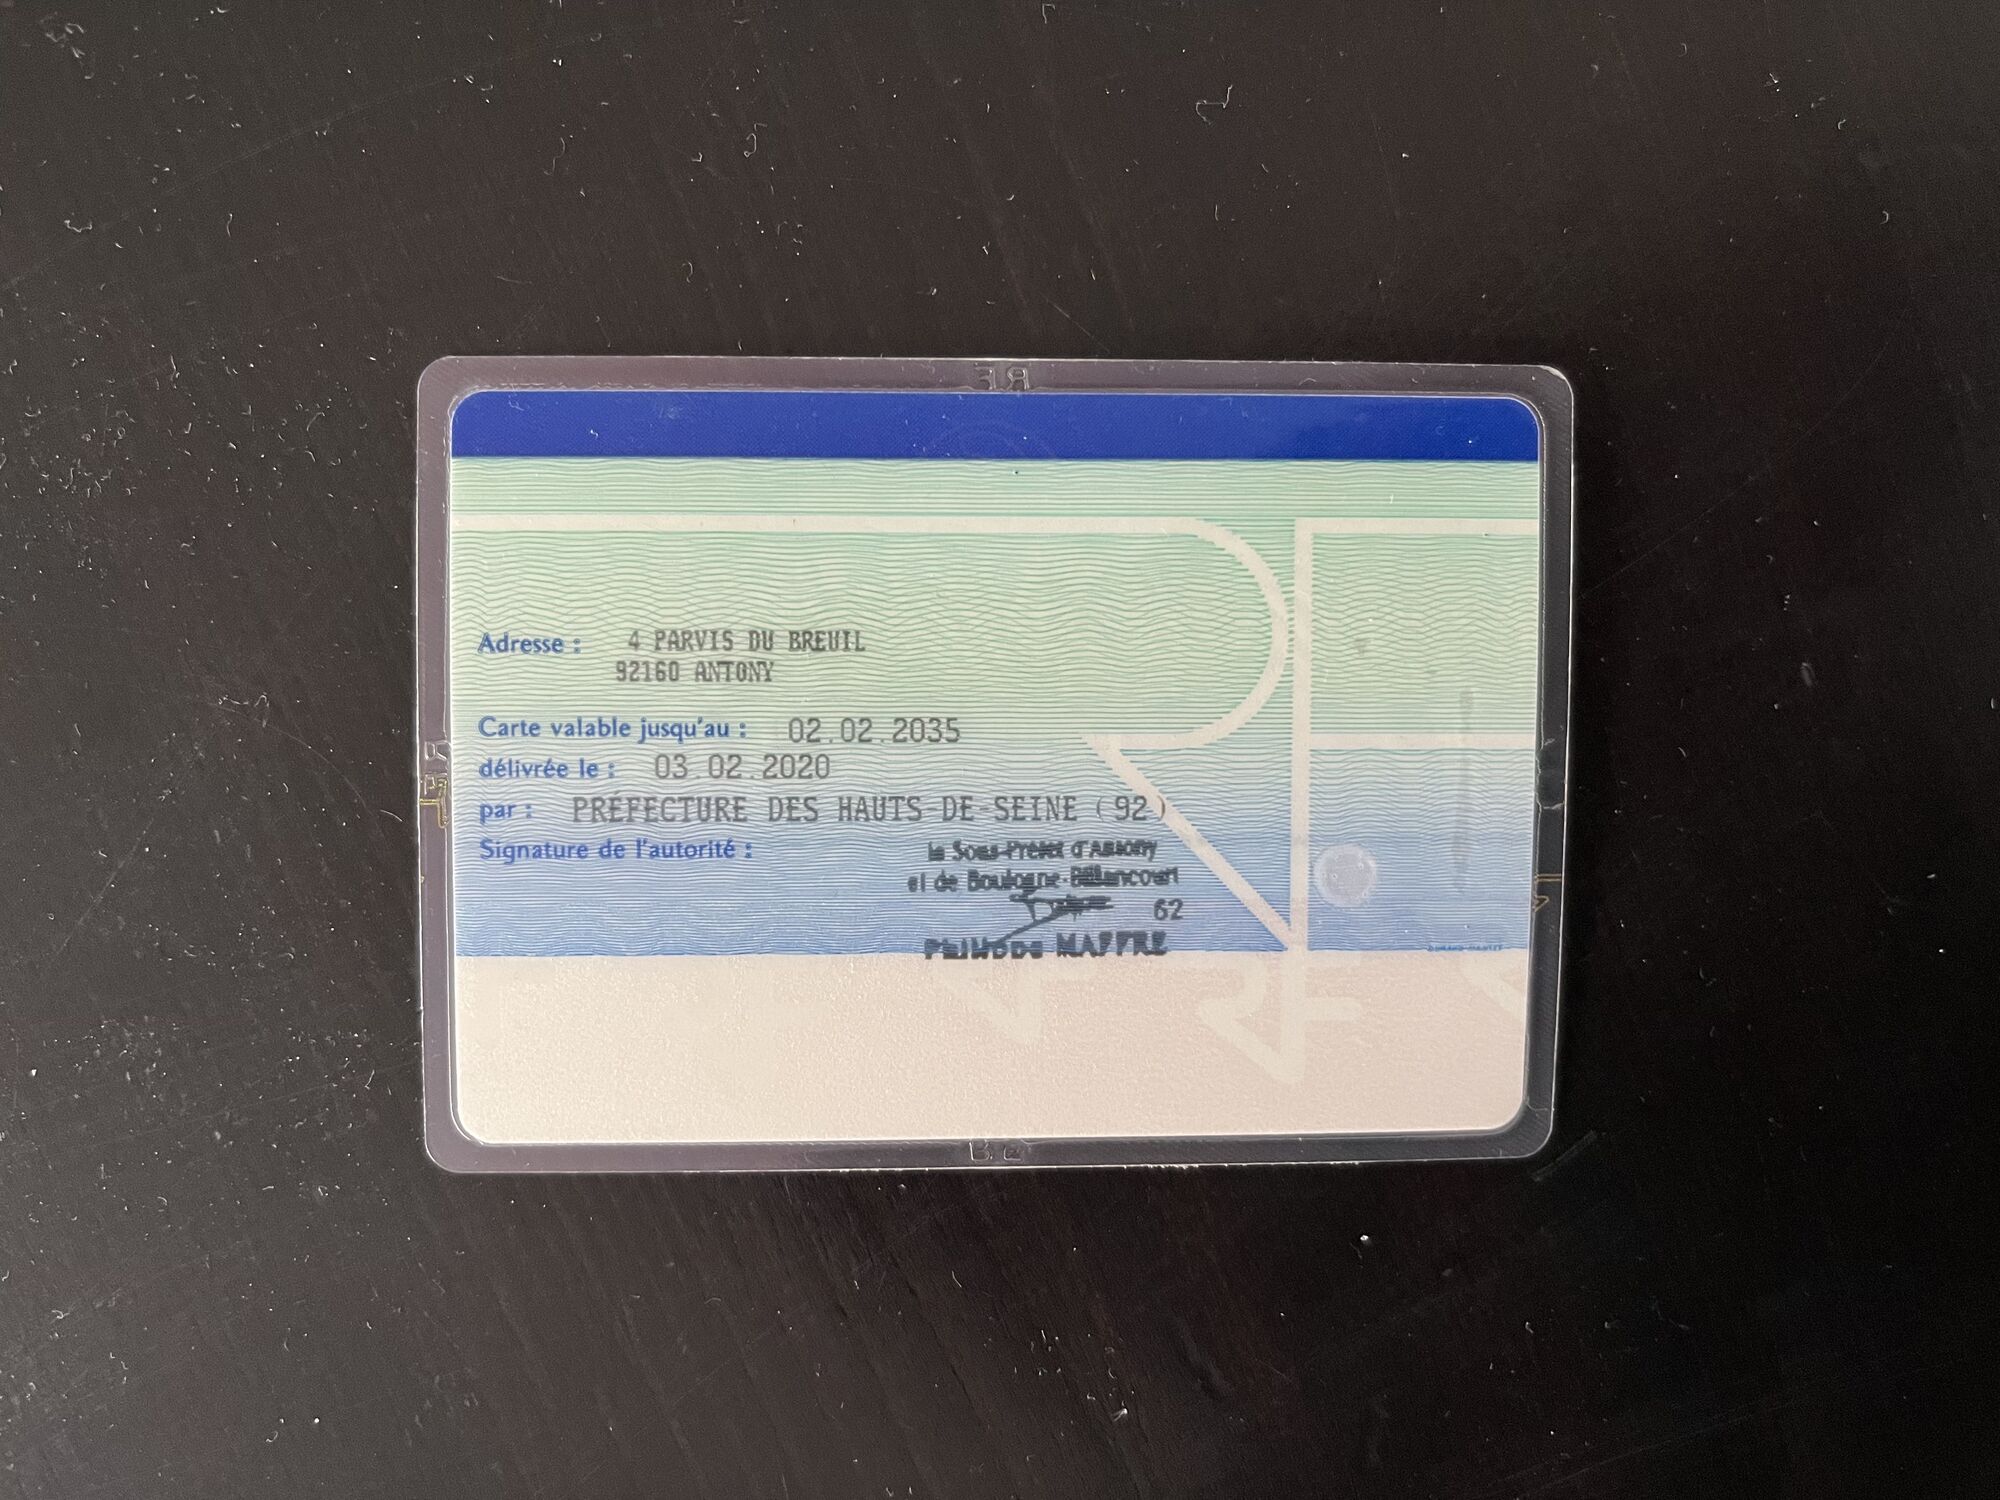 Adresse : 4 PARVIS DU BREUIL
92160 ANTONY
Carte valable jusqu'au : 02.02.2035
délivrée le : 03.02.2020
par : PRÉFECTURE DES HAUTS-DE-SEINE (92)
Signature de l'autorité :
le Sous-Préfet d'Antony
et de Boulogne-Billancourt
62
MAFFRE
RF